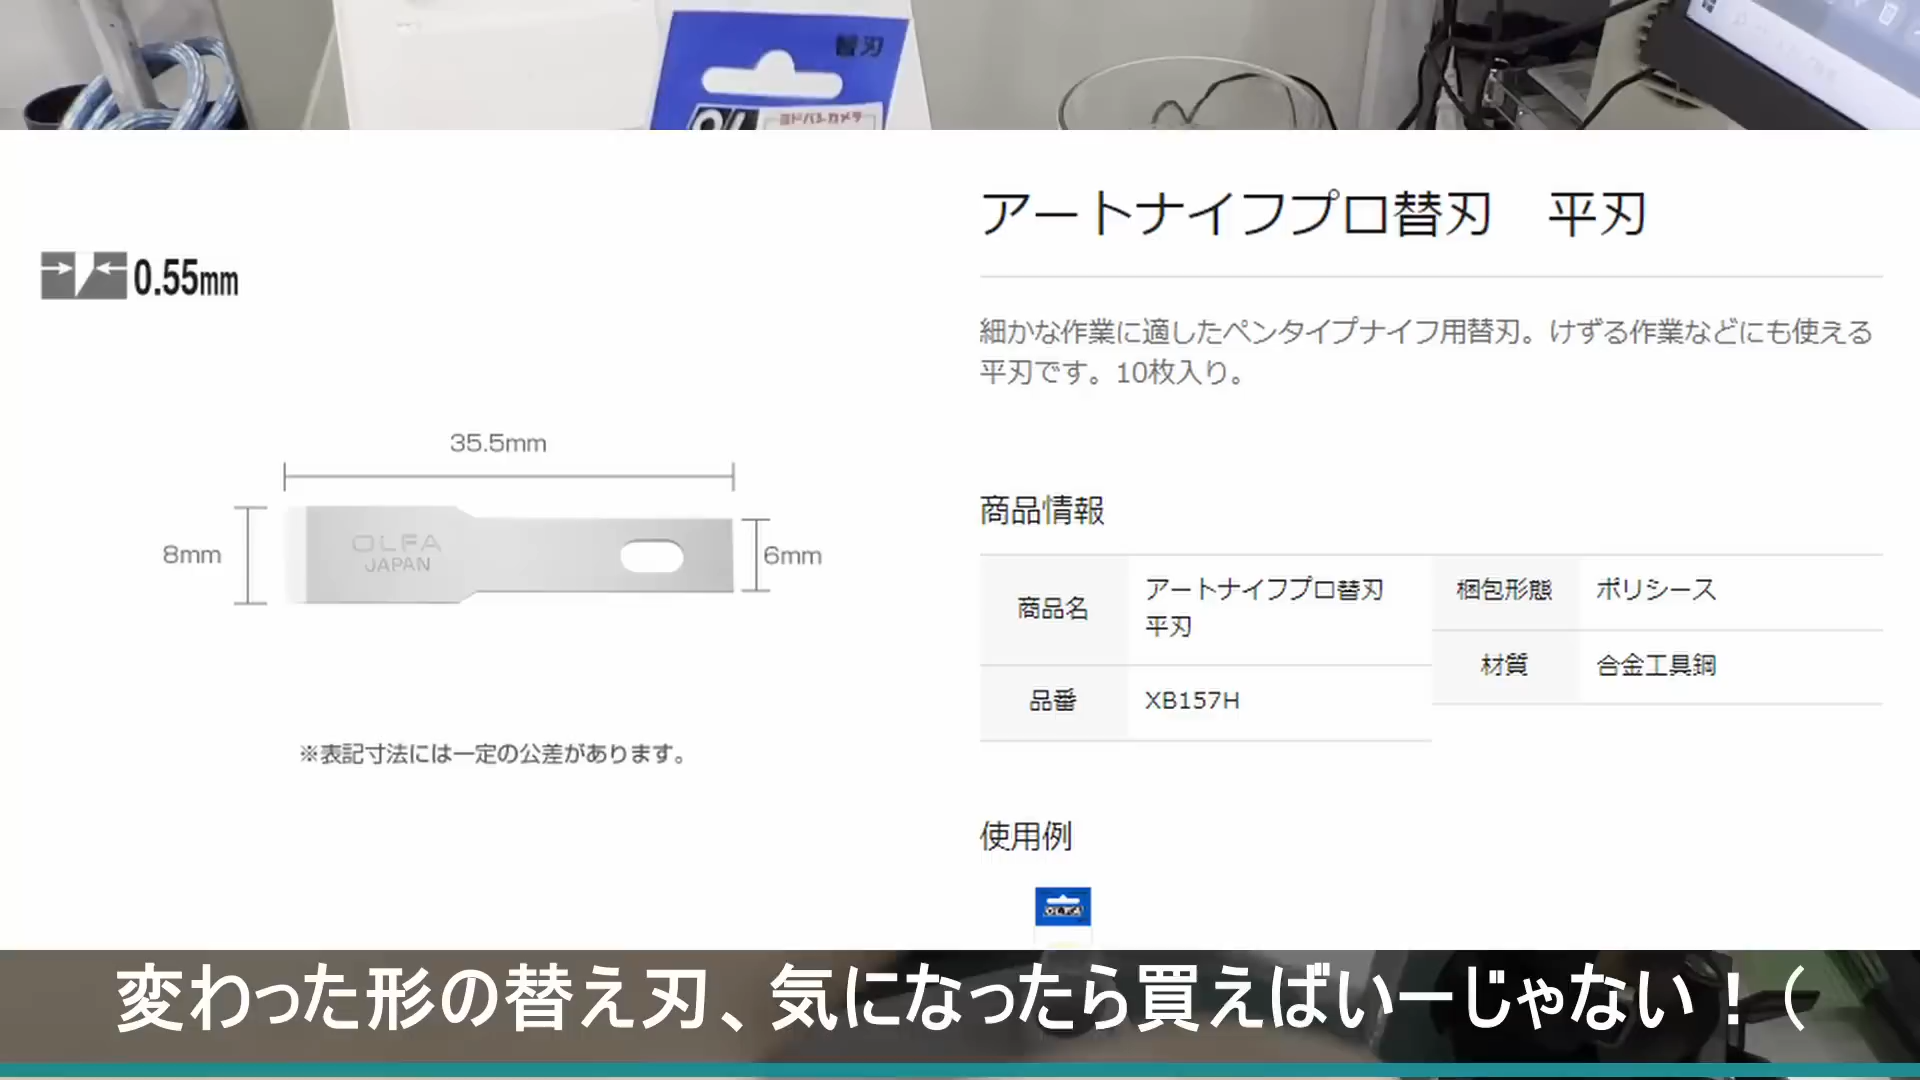 替刃
ヨドバシカメラ
アートナイフプロ替刃　平刃
0.55mm
細かな作業に適したペンタイプナイフ用替刃。けずる作業などにも使える
平刃です。10枚入り。
35.5mm
8mm
OLFA
JAPAN
6mm
※表記寸法には一定の公差があります。
商品情報
商品名
アートナイフプロ替刃
平刃
梱包形態
ポリシース
材質
合金工具鋼
品番
XB157H
使用例
OLFA
変わった形の替え刃、気になったら買えばいーじゃない！（